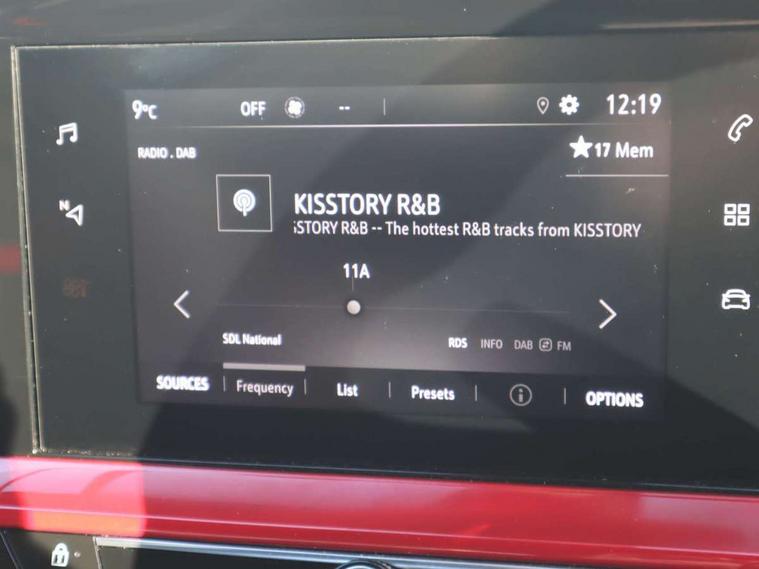 9°C OFF -- 12:19
RADIO . DAB
17 Mem
KISSTORY R&B
STORY R&B -- The hottest R&B tracks from KISSTORY
11A
N
SDL National
RDS INFO DAB FM
SOURCES Frequency List Presets i OPTIONS